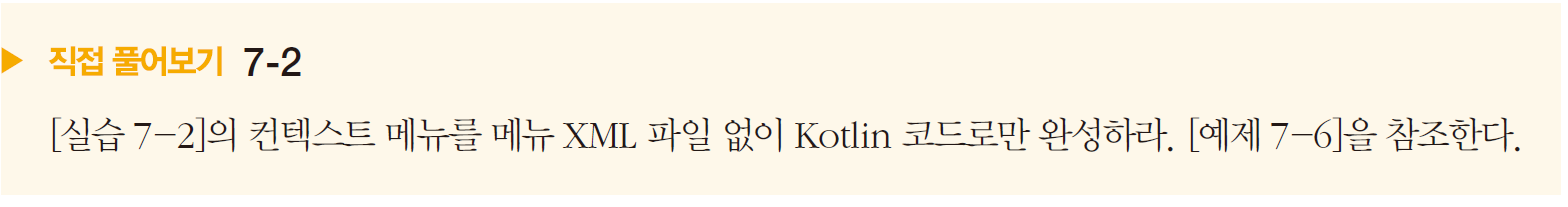 ▶ 직접 풀어보기 7-2
[실습 7-2]의 컨텍스트 메뉴를 메뉴 XML 파일 없이 Kotlin 코드로만 완성하라. [예제 7-6]을 참조한다.